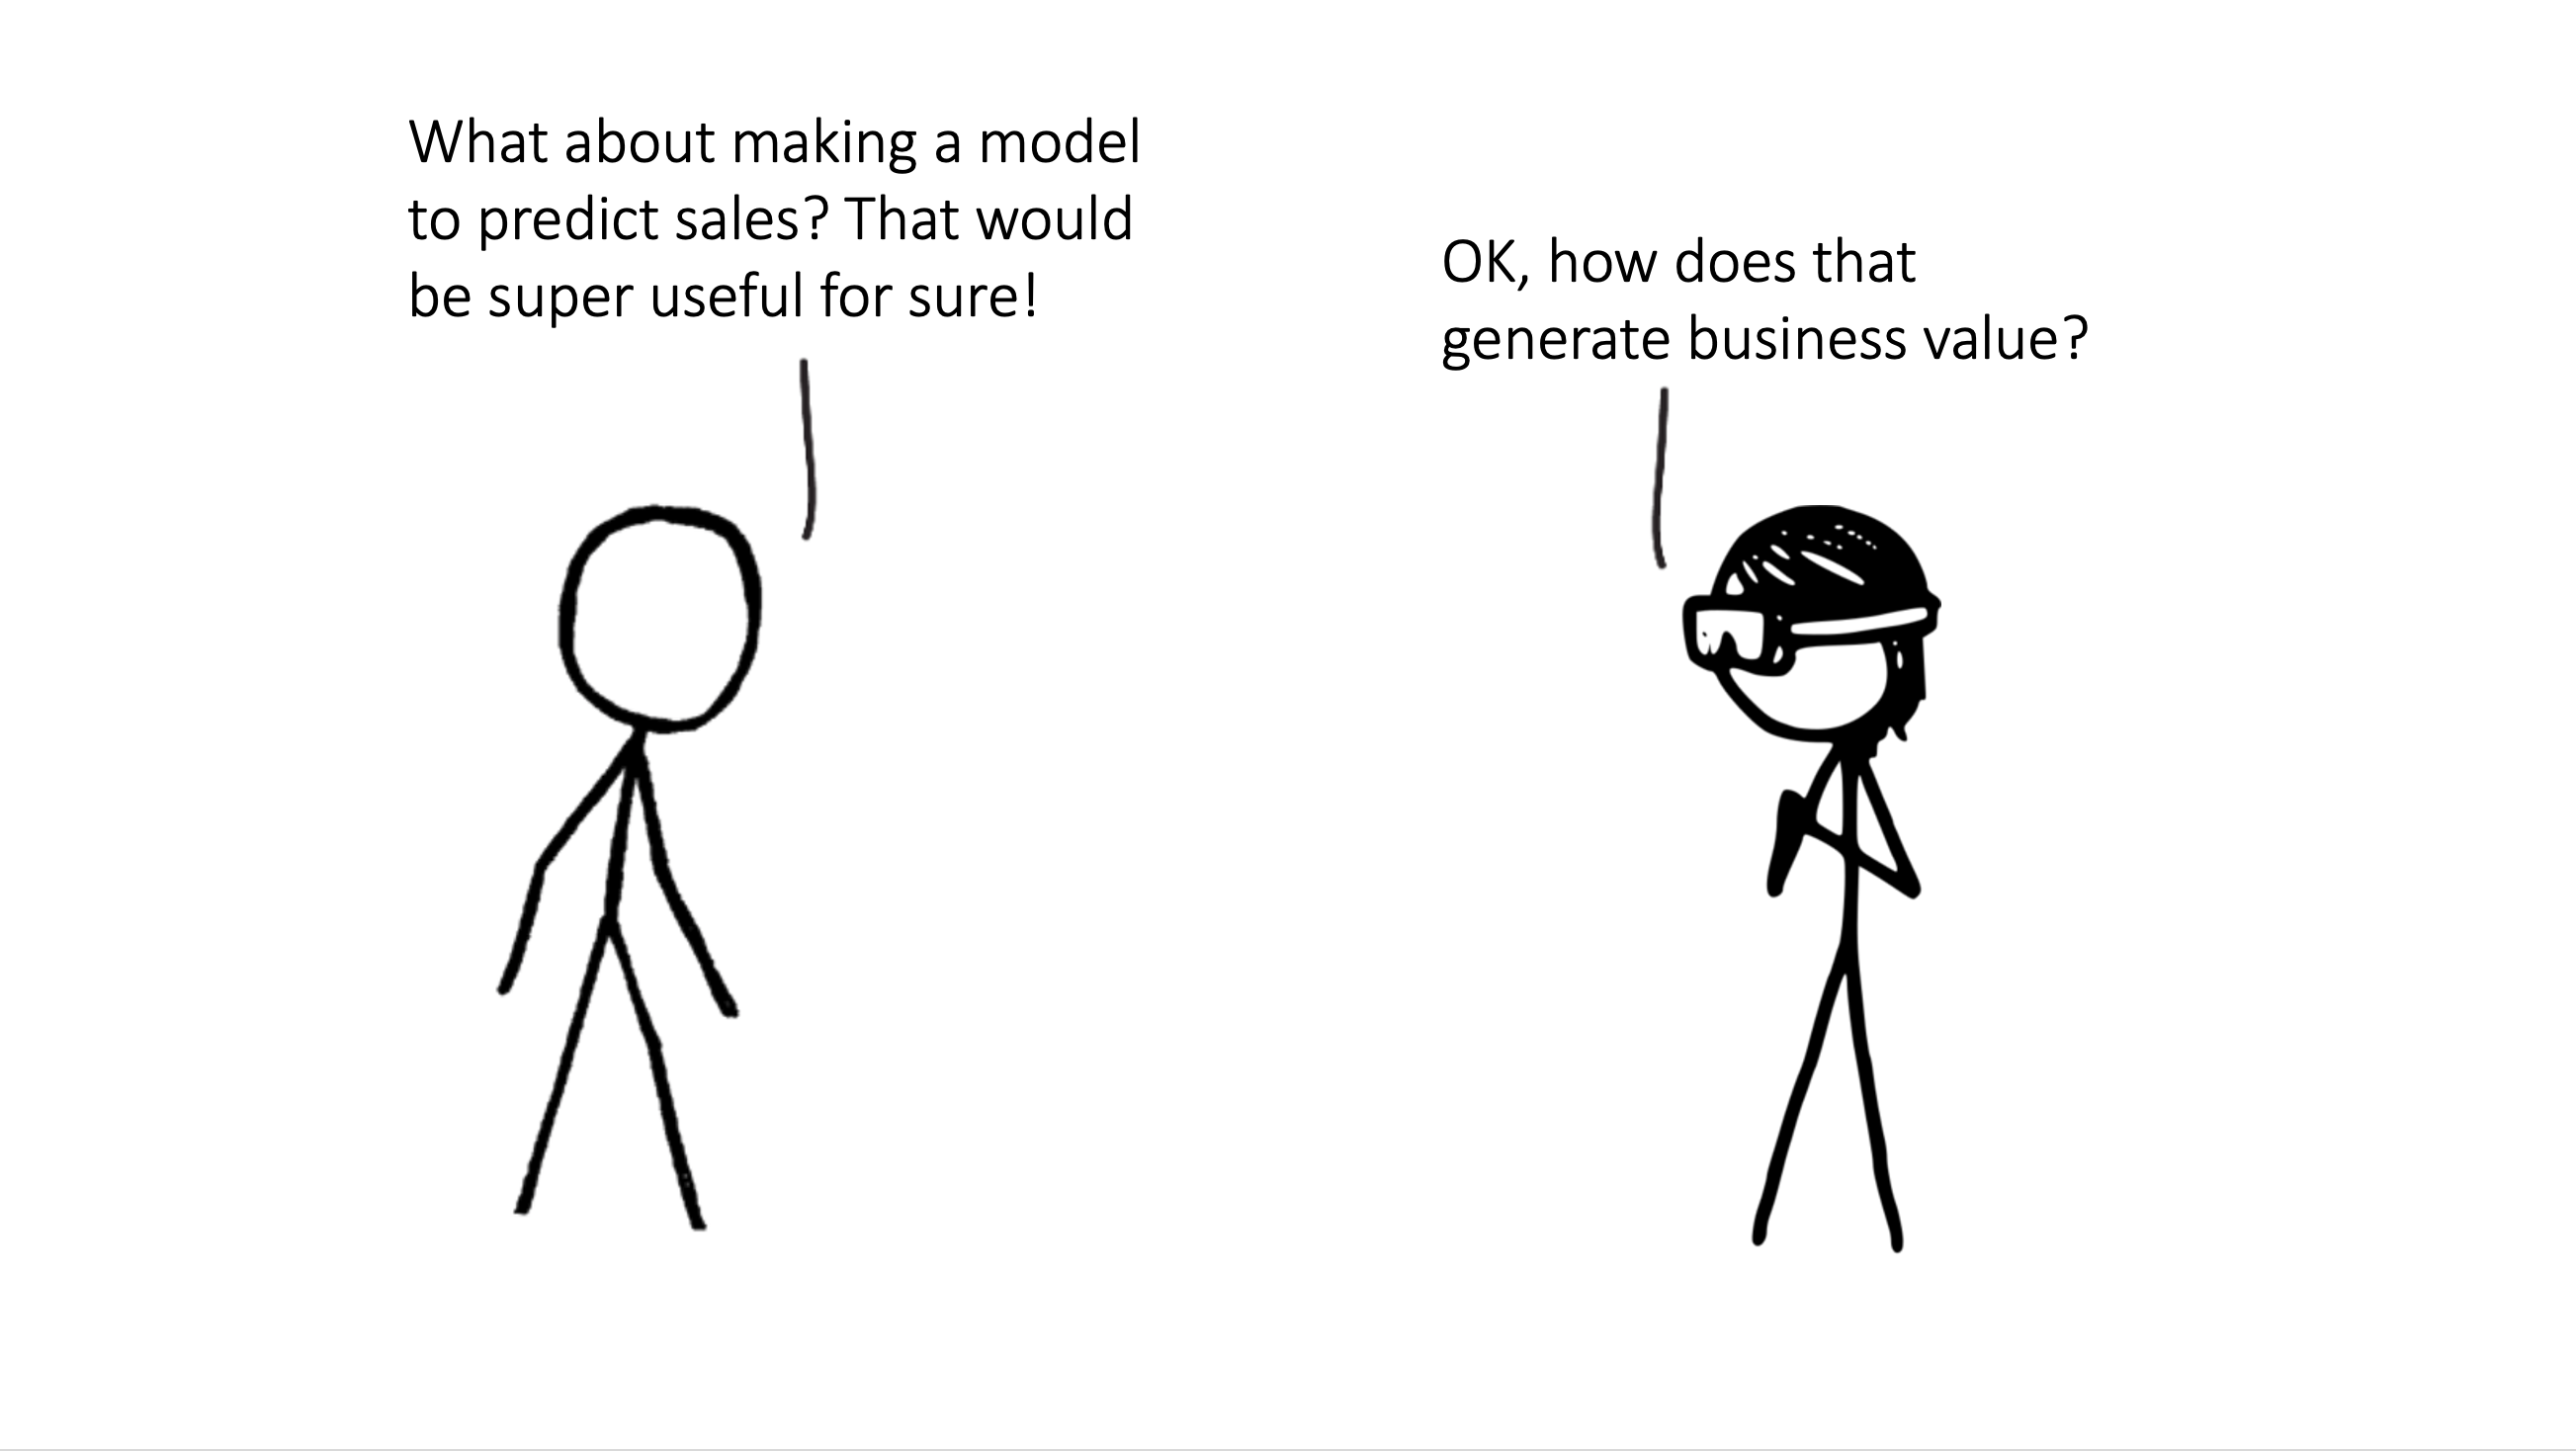 What about making a model
to predict sales? That would
be super useful for sure!
OK, how does that
generate business value?